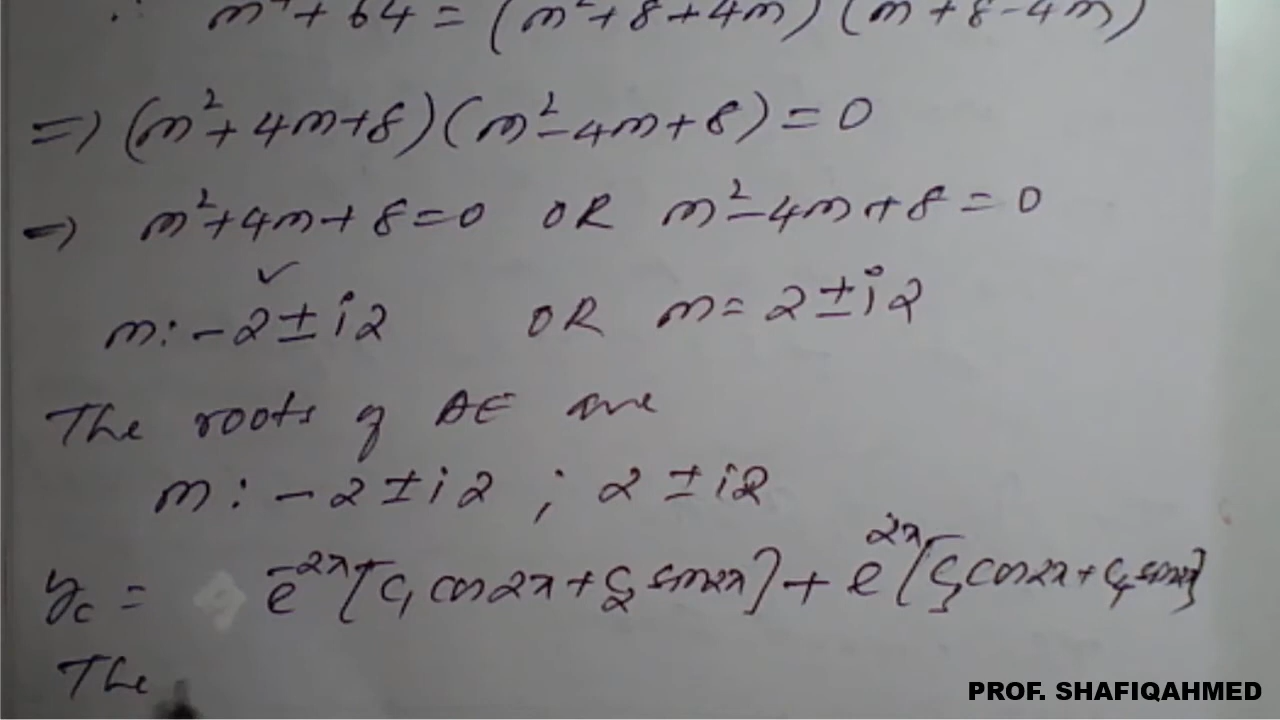 ∴ m⁴ + 64 = (m² + 8 + 4m) (m + 8 - 4m)
⇒ (m² + 4m + 8) (m² - 4m + 8) = 0
⇒ m² + 4m + 8 = 0 OR m² - 4m + 8 = 0
✓
m: -2 ± i2 OR m = 2 ± i2
The roots of AE are
m: -2 ± i2 ; 2 ± i2
y_c = e^{-2x} [C₁ cos2x + C₂ sin2x] + e^{2x} [C₃ cos2x + C₄ sin2x]
The
PROF. SHAFIQAHMED